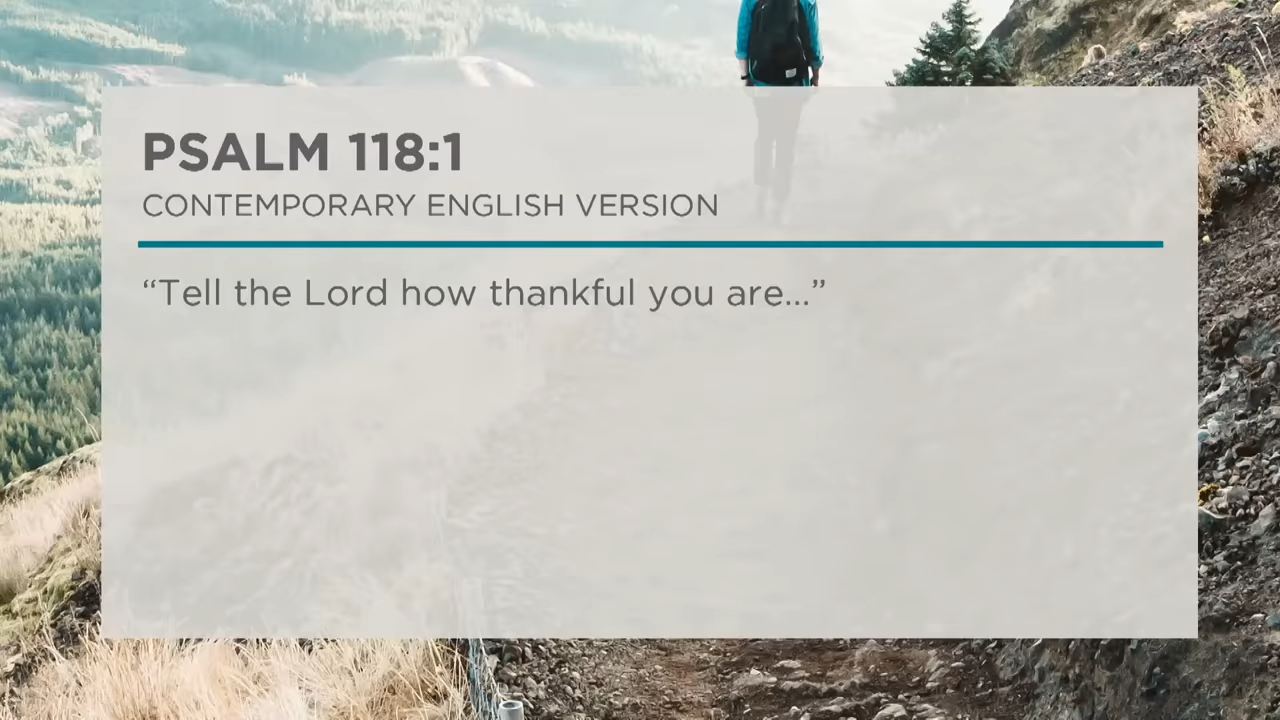 PSALM 118:1
CONTEMPORARY ENGLISH VERSION
“Tell the Lord how thankful you are...”